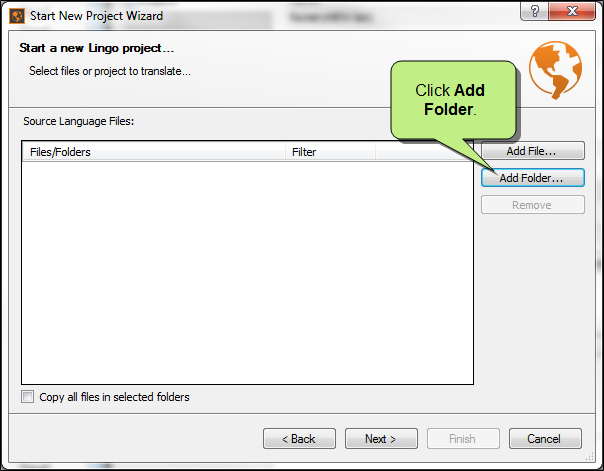 Start New Project Wizard
?
Start a new Lingo project...
Select files or project to translate...
Click Add
Folder.
Source Language Files:
Files/Folders Filter
Add File...
Add Folder...
Remove
Copy all files in selected folders
< Back Next > Finish Cancel